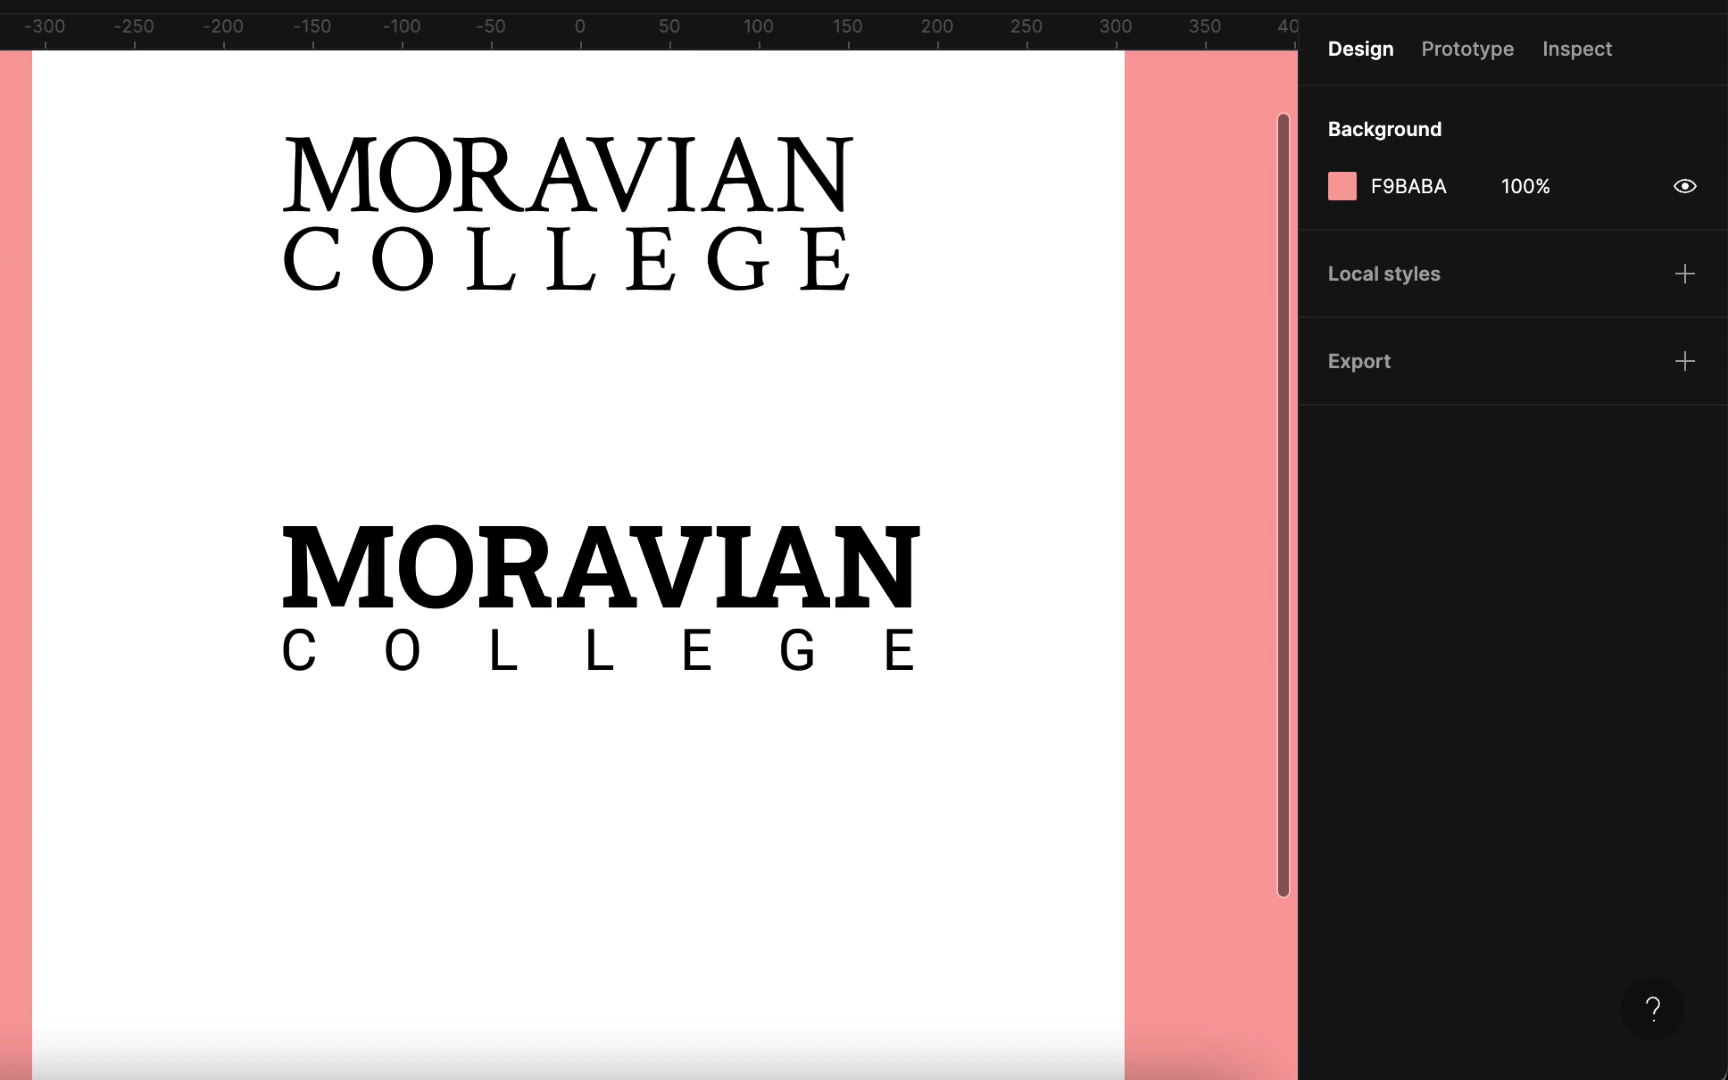 -300 -250 -200 -150 -100 -50 0 50 100 150 200 250 300 350 40
Design Prototype Inspect
Background
F9BABA 100%
Local styles
Export
MORAVIAN
COLLEGE
MORAVIAN
COLLEGE
?